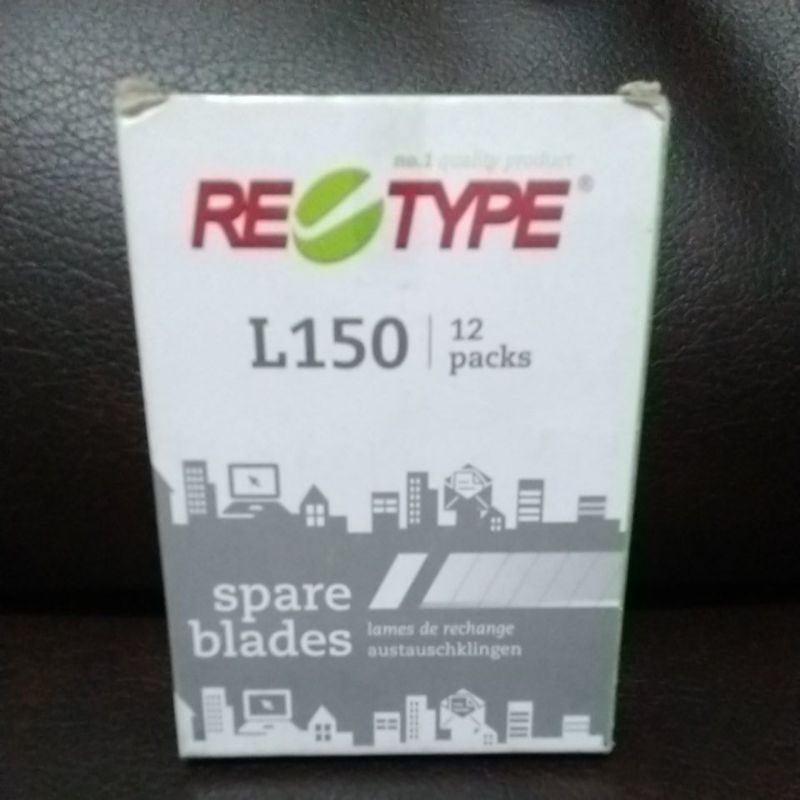 no.1 quality product
RETYPE®
L150
12
packs
spare
blades
lames de rechange
austauschklingen